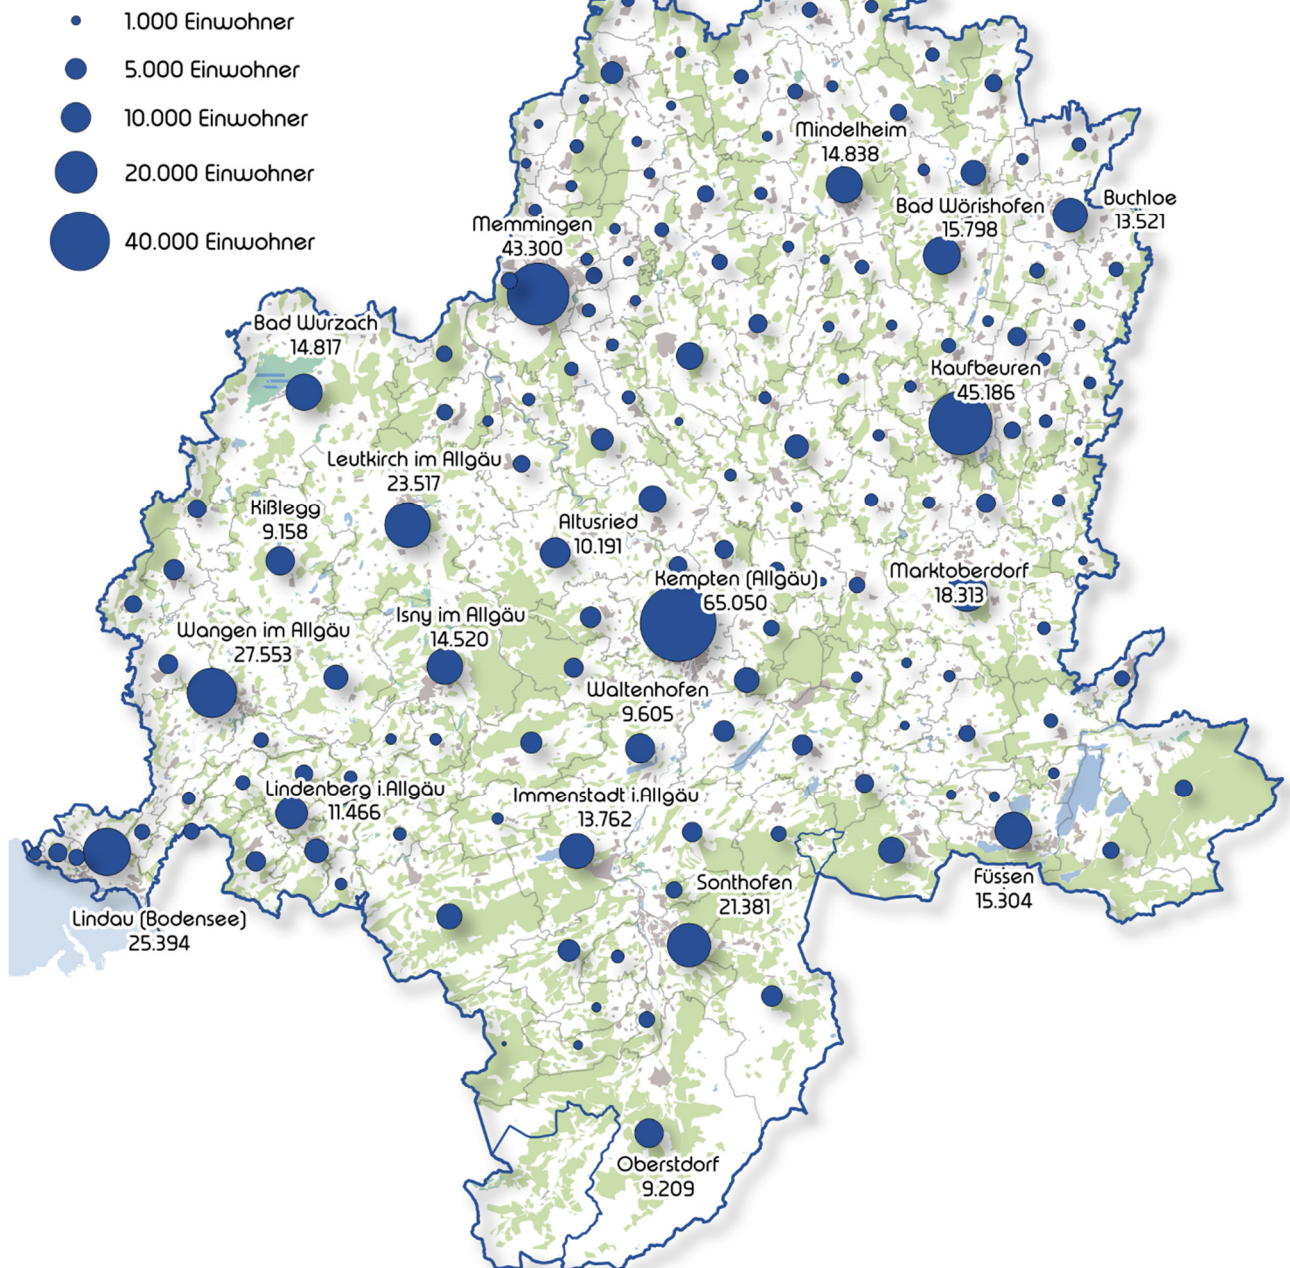 1.000 Einwohner
5.000 Einwohner
10.000 Einwohner
20.000 Einwohner
40.000 Einwohner
Mindelheim
14.838
Bad Wörishofen
15.798
Buchloe
13.521
Memmingen
43.300
Bad Wurzach
14.817
Kaufbeuren
45.186
Leutkirch im Allgäu
23.517
Kißlegg
9.158
Altusried
10.191
Kempten (Allgäu)
65.050
Marktoberdorf
18.313
Isny im Allgäu
14.520
Wangen im Allgäu
27.553
Waltenhofen
9.605
Lindenberg i.Allgäu
11.466
Immenstadt i.Allgäu
13.762
Sonthofen
21.381
Füssen
15.304
Lindau (Bodensee)
25.394
Oberstdorf
9.209